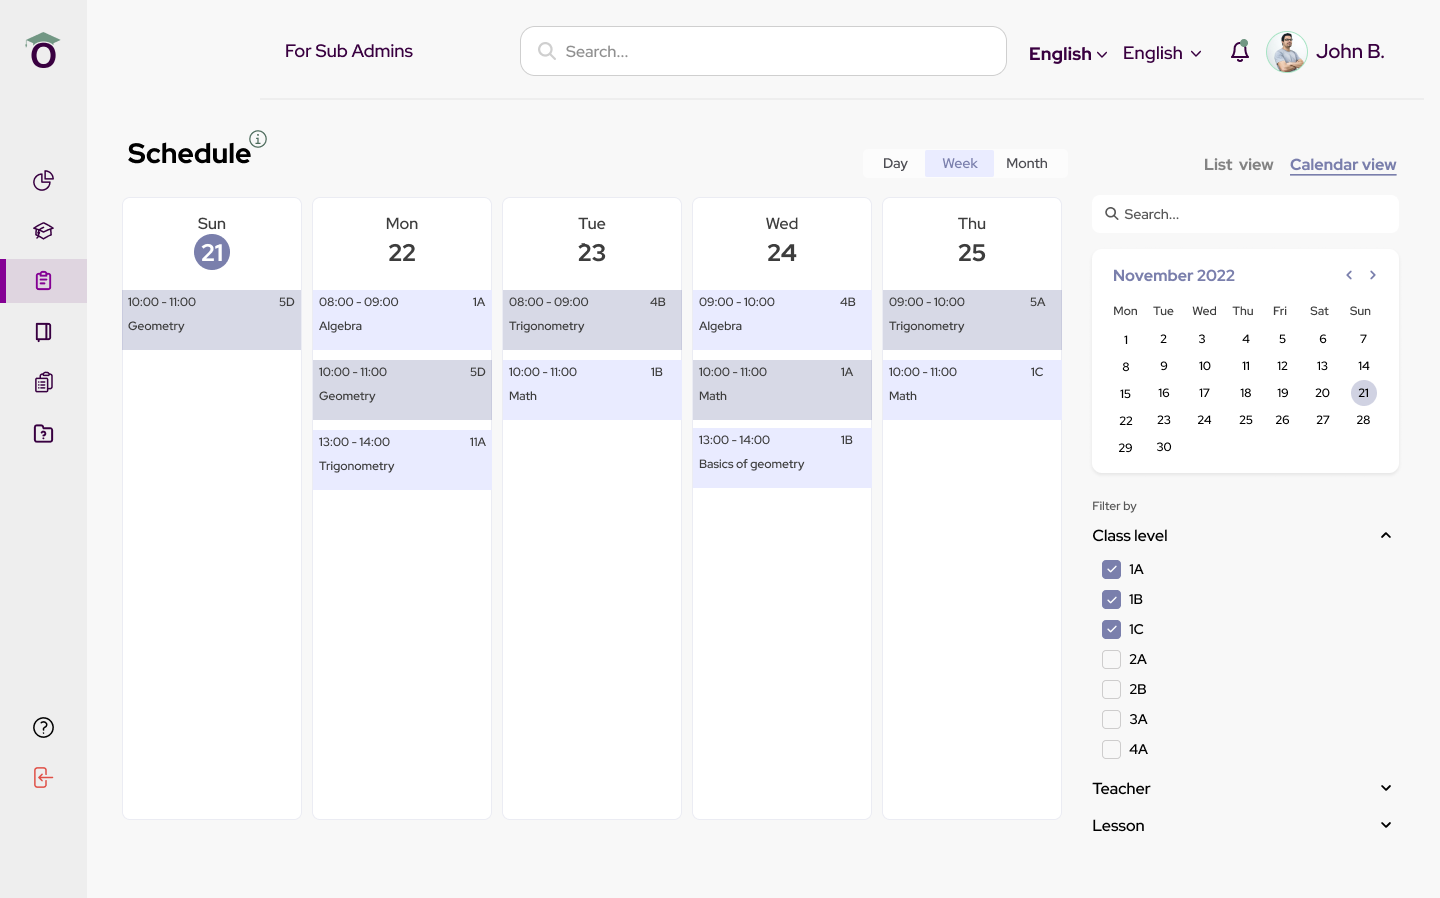 For Sub Admins
Search...
English
English
John B.
Schedule
Day
Week
Month
List view
Calendar view
Sun
21
Mon
22
Tue
23
Wed
24
Thu
25
10:00 - 11:00 5D
Geometry
08:00 - 09:00 1A
Algebra
10:00 - 11:00 5D
Geometry
13:00 - 14:00 11A
Trigonometry
08:00 - 09:00 4B
Trigonometry
10:00 - 11:00 1B
Math
09:00 - 10:00 4B
Algebra
10:00 - 11:00 1A
Math
13:00 - 14:00 1B
Basics of geometry
09:00 - 10:00 5A
Trigonometry
10:00 - 11:00 1C
Math
Search...
November 2022
Mon Tue Wed Thu Fri Sat Sun
1 2 3 4 5 6 7
8 9 10 11 12 13 14
15 16 17 18 19 20 21
22 23 24 25 26 27 28
29 30
Filter by
Class level
1A
1B
1C
2A
2B
3A
4A
Teacher
Lesson